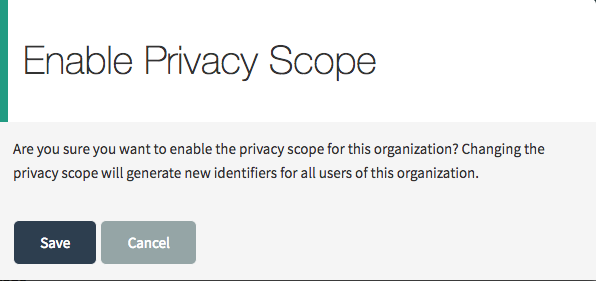 Enable Privacy Scope
Are you sure you want to enable the privacy scope for this organization? Changing the
privacy scope will generate new identifiers for all users of this organization.
Save Cancel